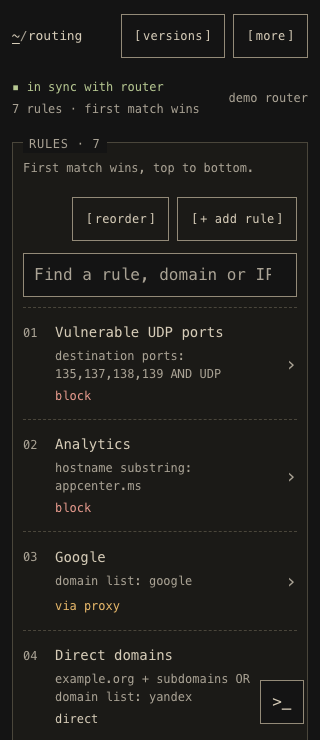 ~/routing
[versions]
[more]
▪ in sync with router
7 rules · first match wins
demo router
RULES · 7
First match wins, top to bottom.
[reorder]
[+ add rule]
Find a rule, domain or IP
01 Vulnerable UDP ports
destination ports:
135,137,138,139 AND UDP
block
›
02 Analytics
hostname substring:
appcenter.ms
block
›
03 Google
domain list: google
via proxy
›
04 Direct domains
example.org + subdomains OR
domain list: yandex
direct
>_